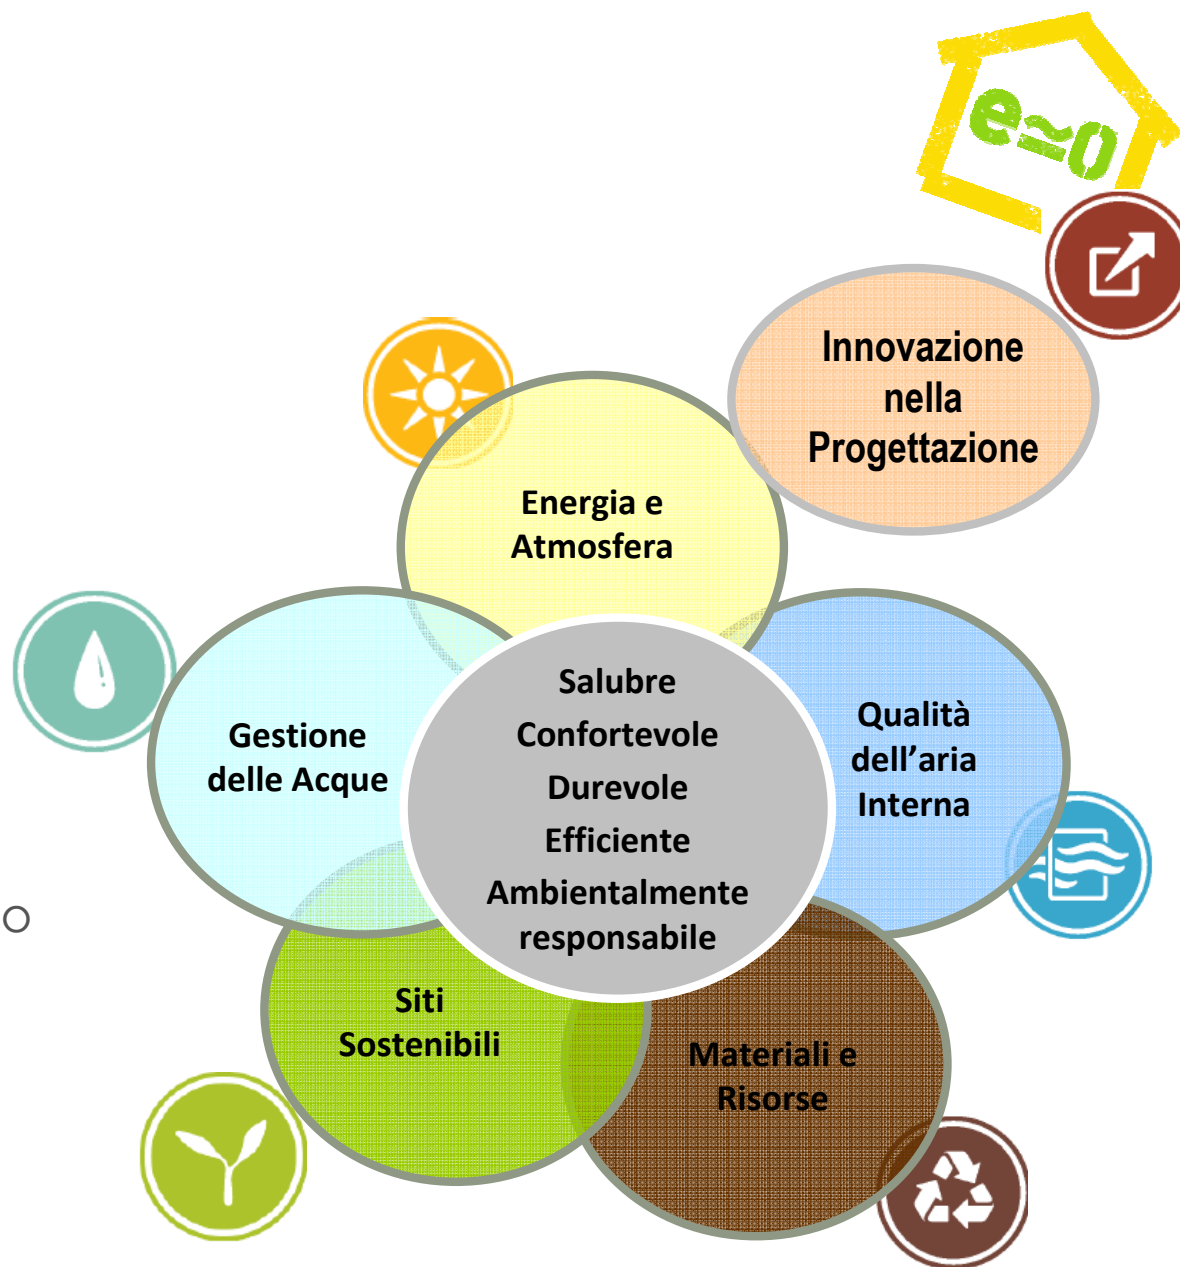 e≃0
Innovazione
nella
Progettazione
Energia e
Atmosfera
Gestione
delle Acque
Salubre
Confortevole
Durevole
Efficiente
Ambientalmente
responsabile
Qualità
dell’aria
Interna
o
Siti
Sostenibili
Materiali e
Risorse